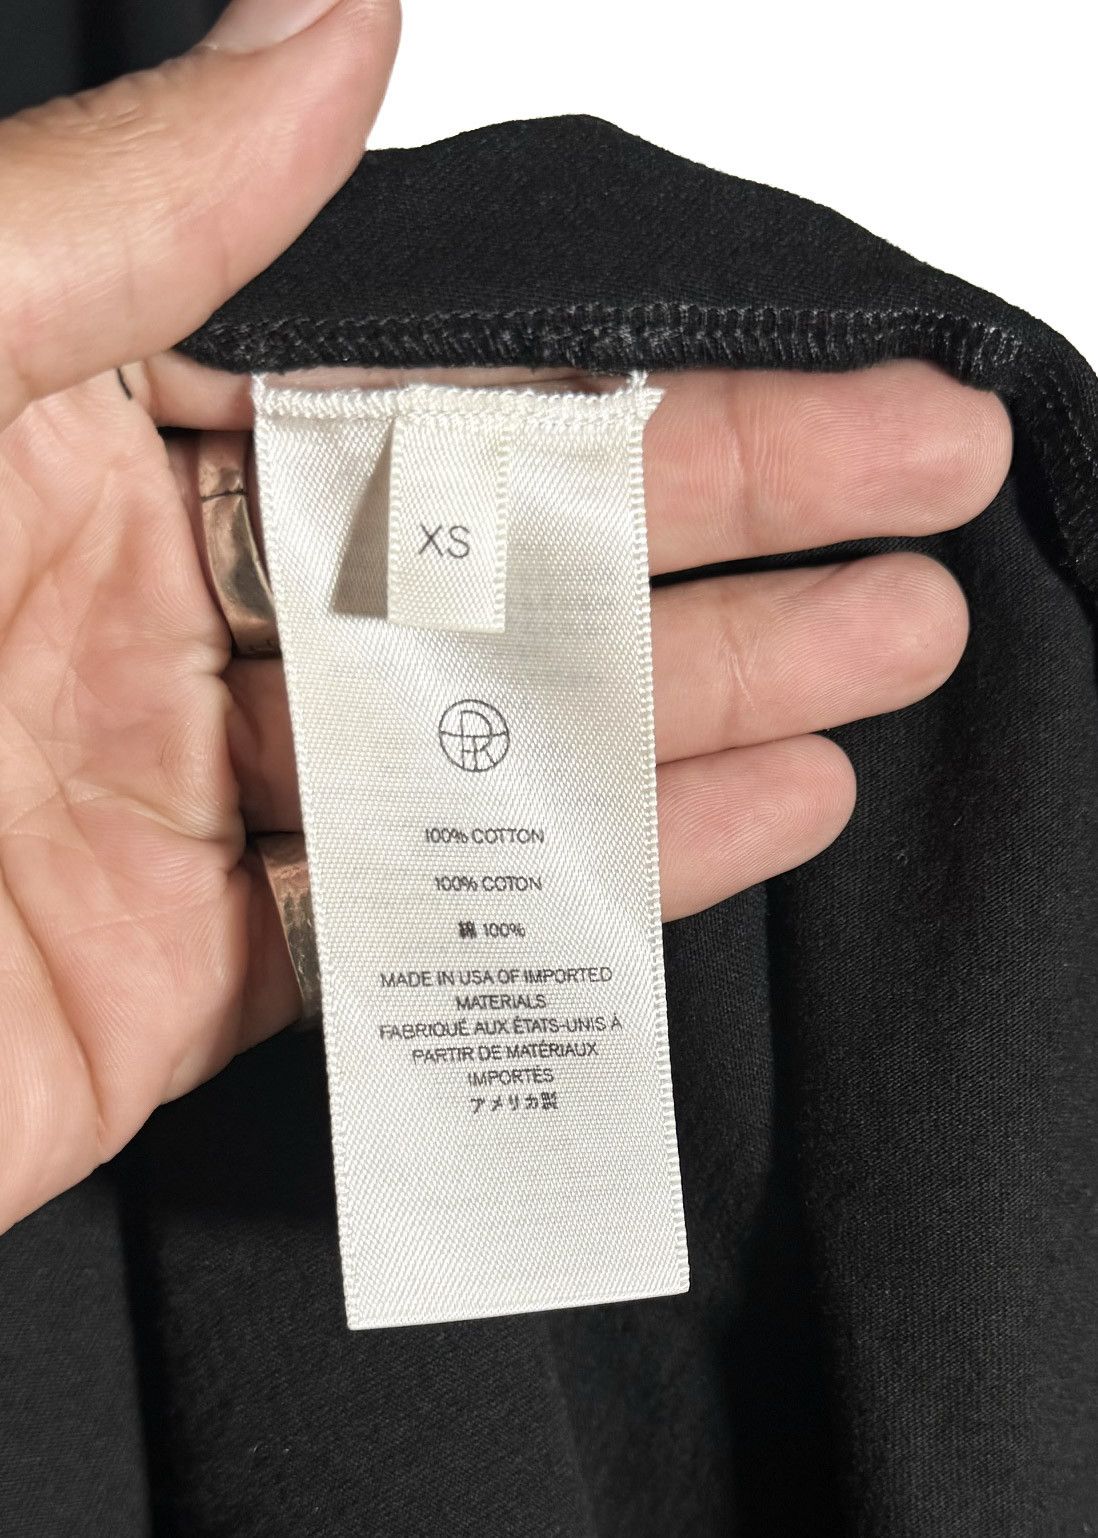 XS
100% COTTON
100% COTON
綿 100%
MADE IN USA OF IMPORTED
MATERIALS
FABRIQUÉ AUX ÉTATS-UNIS À
PARTIR DE MATÉRIAUX
IMPORTÉS
アメリカ製